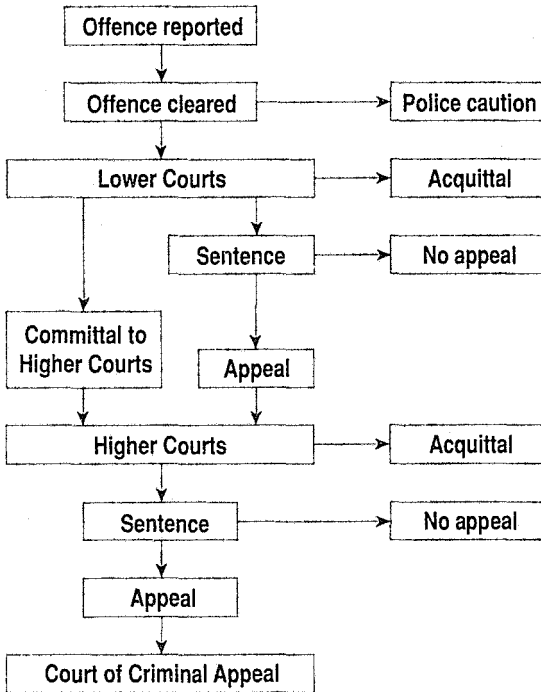 Offence reported
Offence cleared
Police caution
Lower Courts
Acquittal
Sentence
No appeal
Committal to
Higher Courts
Appeal
Higher Courts
Acquittal
Sentence
No appeal
Appeal
Court of Criminal Appeal